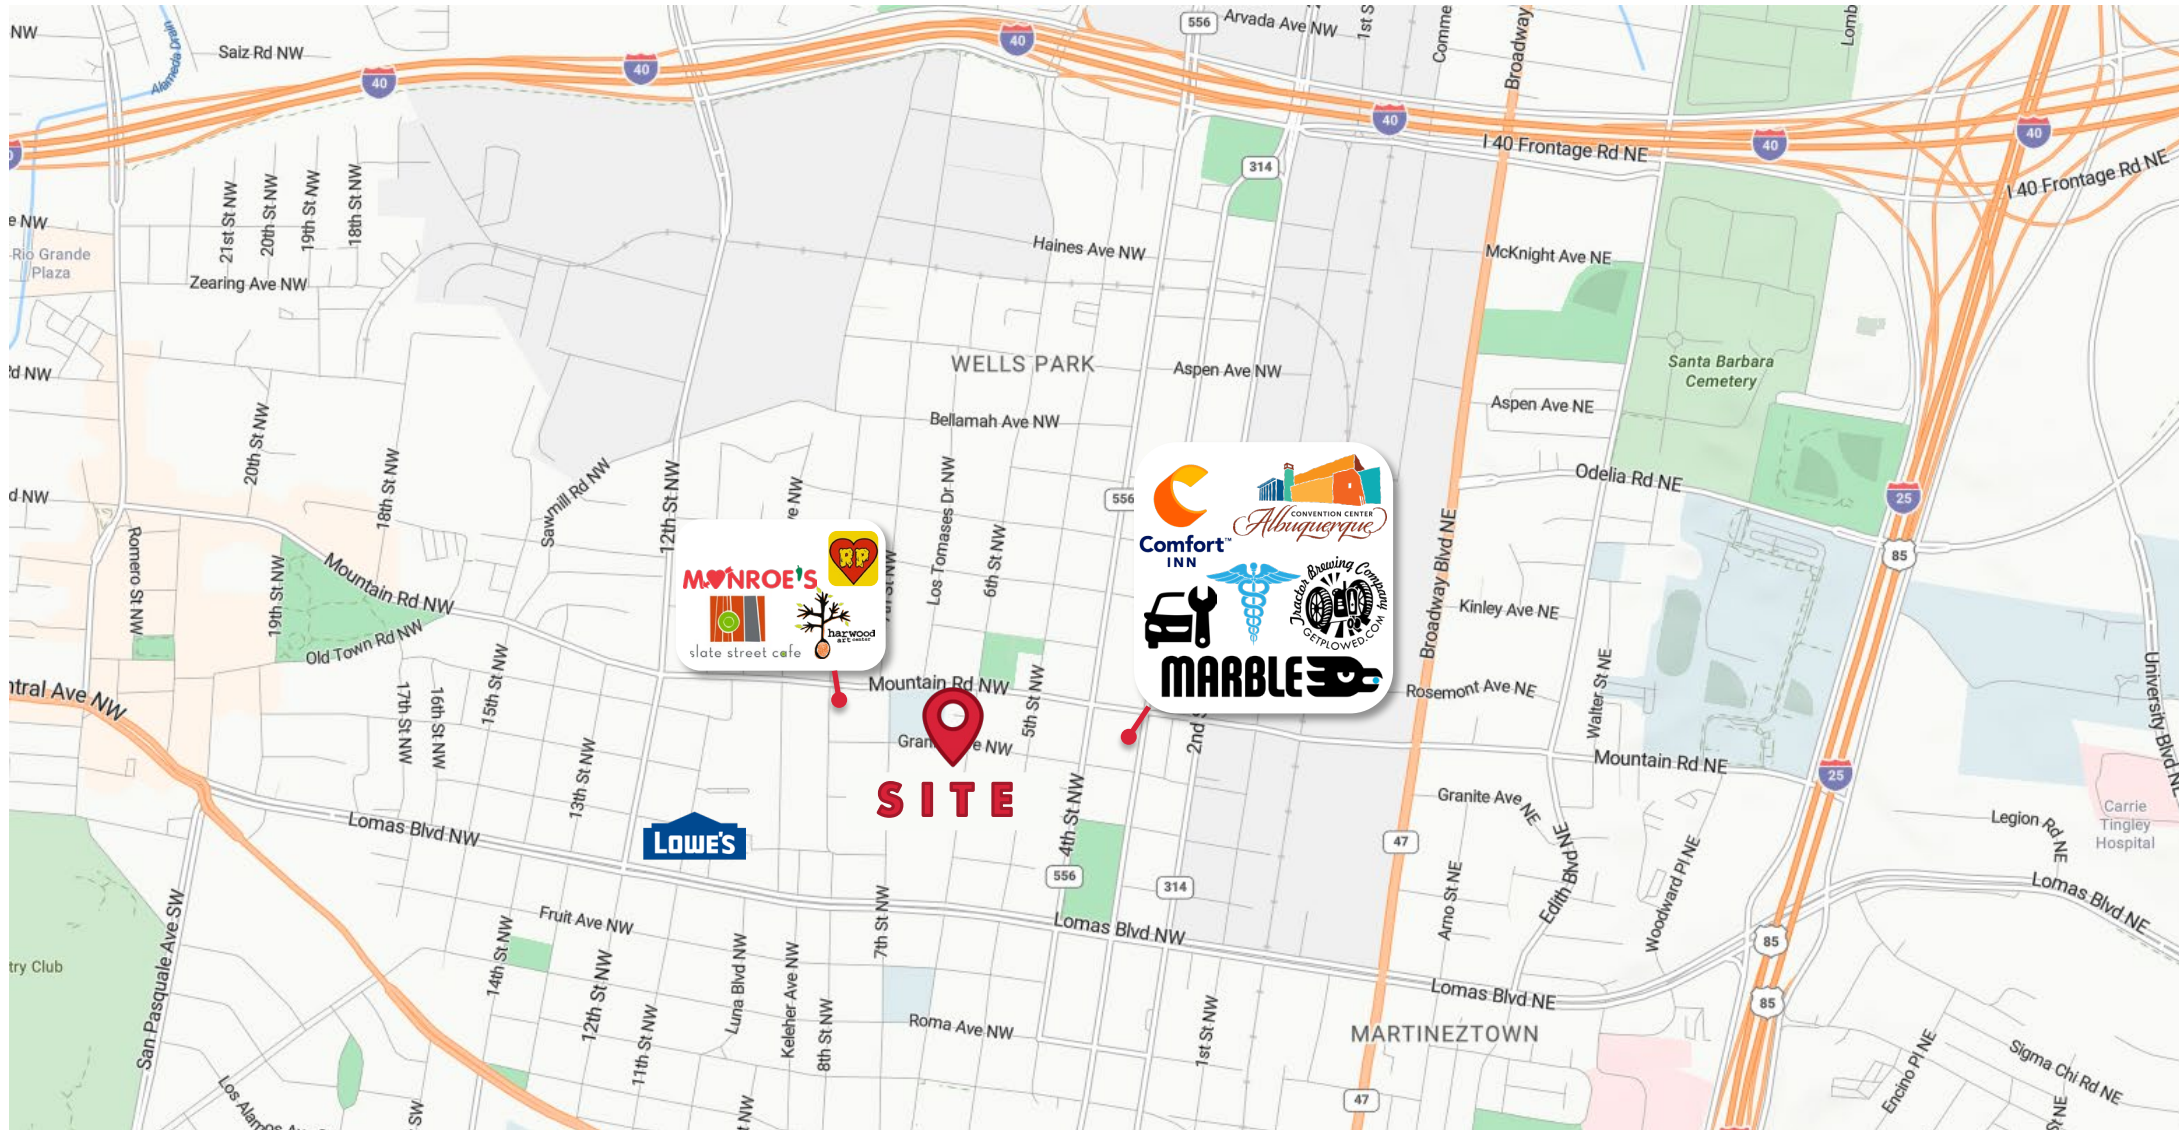 NW
Saiz Rd NW
Alameda Drain
40
40
40
556
Arvada Ave NW
1st S
Comme
Broadway
Lomb
40
I 40 Frontage Rd NE
40
40
I 40 Frontage Rd NE
314
e NW
Rio Grande
Plaza
21st St NW
20th St NW
19th St NW
18th St NW
Zearing Ave NW
Haines Ave NW
McKnight Ave NE
WELLS PARK
Aspen Ave NW
Santa Barbara
Cemetery
Aspen Ave NE
Bellamah Ave NW
d NW
20th St NW
18th St NW
Sawmill Rd NW
12th St NW
ve NW
Los Tomases Dr NW
6th St NW
556
Odelia Rd NE
25
85
d NW
Romero St NW
19th St NW
Mountain Rd NW
Old Town Rd NW
MONROE'S
RP
slate street cafe
harwood
art center
Comfort™
INN
CONVENTION CENTER
Albuquerque
Tractor Brewing Company
GETPLOWED.COM
MARBLE
Broadway Blvd NE
Kinley Ave NE
Rosemont Ave NE
Walter St NE
University Blvd NE
Mountain Rd NW
Granite Ave NE
5th St NW
2nd S
Mountain Rd NE
25
ntral Ave NW
17th St NW
16th St NW
15th St NW
13th St NW
SITE
4th St NW
LOWE'S
Lomas Blvd NW
47
Edith Blvd NE
Woodward Pl NE
Legion Rd NE
Carrie
Tingley
Hospital
556
314
Lomas Blvd NW
Arno St NE
Lomas Blvd NE
85
85
Lomas Blvd NE
try Club
San Pasquale Ave SW
14th St NW
Fruit Ave NW
12th St NW
11th St NW
Luna Blvd NW
Keleher Ave NW
8th St NW
7th St NW
Roma Ave NW
1st St NW
MARTINEZTOWN
47
Encino Pl NE
Sigma Chi Rd NE
Los Alam
SW
t NW
St NE